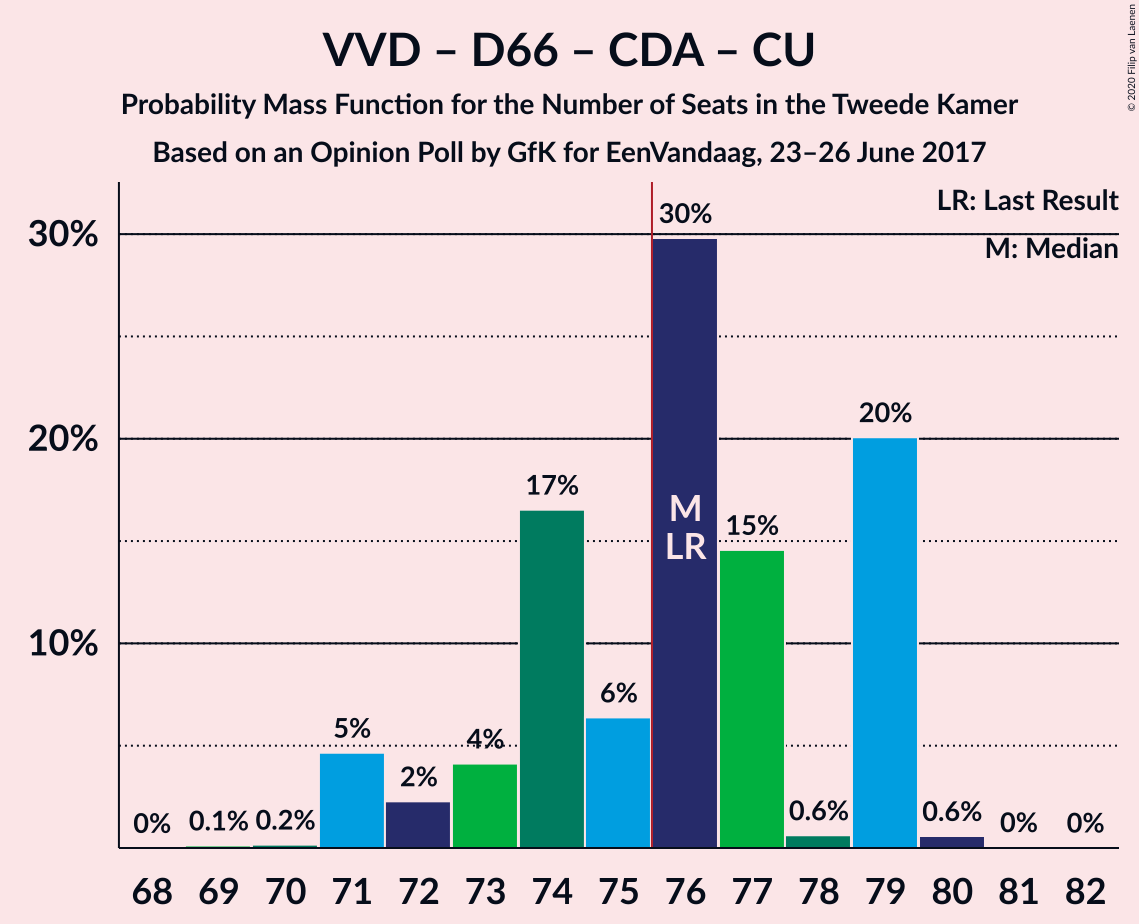 VVD – D66 – CDA – CU
Probability Mass Function for the Number of Seats in the Tweede Kamer
Based on an Opinion Poll by GfK for EenVandaag, 23–26 June 2017
© 2020 Filip van Laenen
LR: Last Result
M: Median
30%
20%
10%
0%
0.1%
0.2%
5%
2%
4%
17%
6%
30%
15%
0.6%
20%
0.6%
0%
0%
M
LR
68 69 70 71 72 73 74 75 76 77 78 79 80 81 82